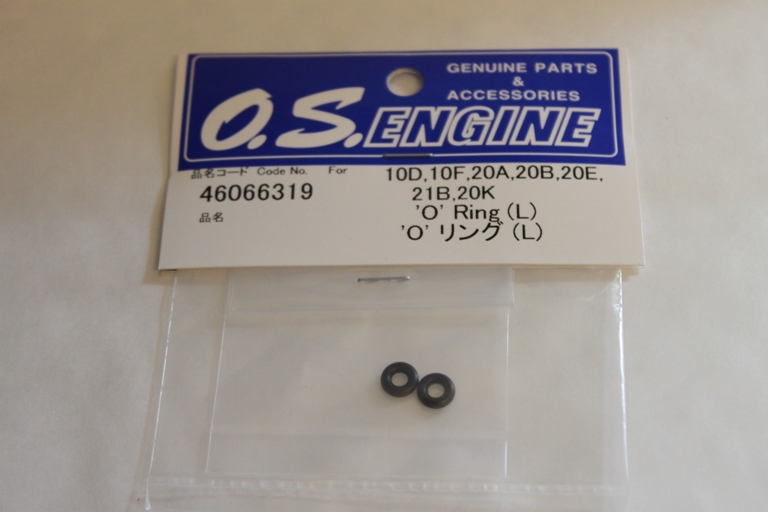 GENUINE PARTS
&
ACCESSORIES
O.S.ENGINE
品名コード Code No. For
46066319
10D,10F,20A,20B,20E,
21B,20K
品名
'O' Ring (L)
'O' リング (L)